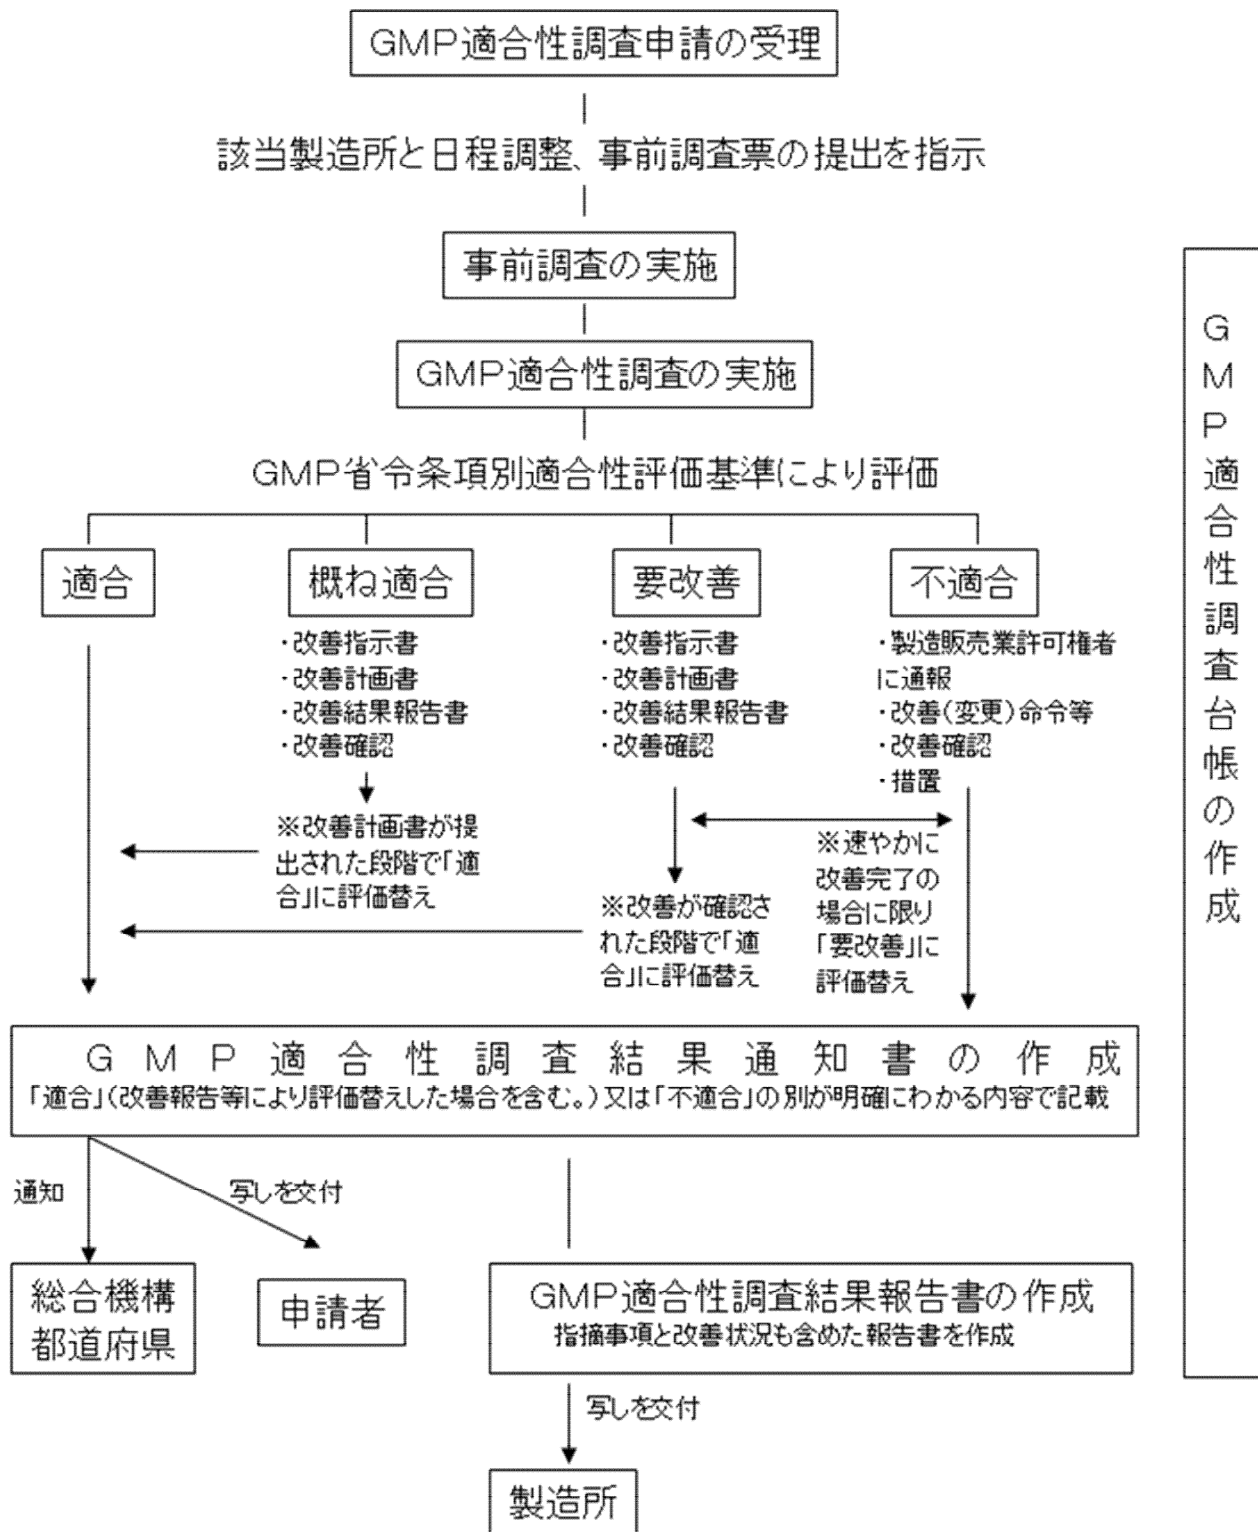 GMP適合性調査申請の受理
該当製造所と日程調整、事前調査票の提出を指示
事前調査の実施
GMP適合性調査の実施
GMP省令条項別適合性評価基準により評価
適合
概ね適合
・改善指示書
・改善計画書
・改善結果報告書
・改善確認
※改善計画書が提
出された段階で「適
合」に評価替え
要改善
・改善指示書
・改善計画書
・改善結果報告書
・改善確認
※改善が確認さ
れた段階で「適
合」に評価替え
不適合
・製造販売業許可権者
に通報
・改善(変更)命令等
・改善確認
・措置
※速やかに
改善完了の
場合に限り
「要改善」に
評価替え
GMP適合性調査結果通知書の作成
「適合」(改善報告等により評価替えした場合を含む。)又は「不適合」の別が明確にわかる内容で記載
通知
写しを交付
総合機構
都道府県
申請者
GMP適合性調査結果報告書の作成
指摘事項と改善状況も含めた報告書を作成
写しを交付
製造所
GMP適合性調査台帳の作成